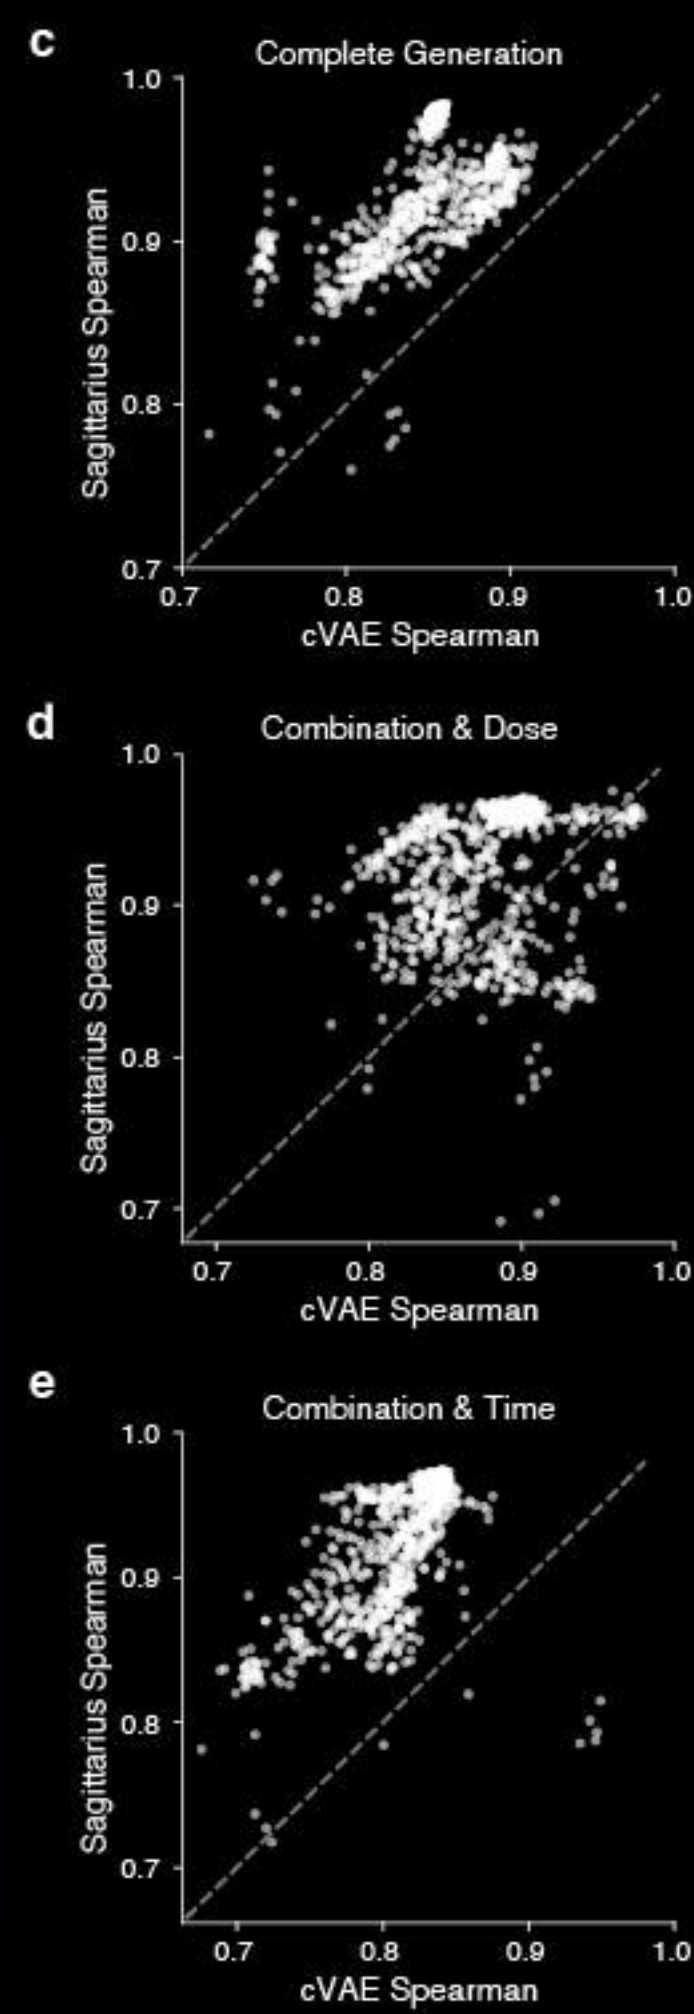 c
Complete Generation
1.0
0.9
0.8
0.7
Sagittarius Spearman
0.7 0.8 0.9 1.0
cVAE Spearman
d
Combination & Dose
1.0
0.9
0.8
0.7
Sagittarius Spearman
0.7 0.8 0.9 1.0
cVAE Spearman
e
Combination & Time
1.0
0.9
0.8
0.7
Sagittarius Spearman
0.7 0.8 0.9 1.0
cVAE Spearman